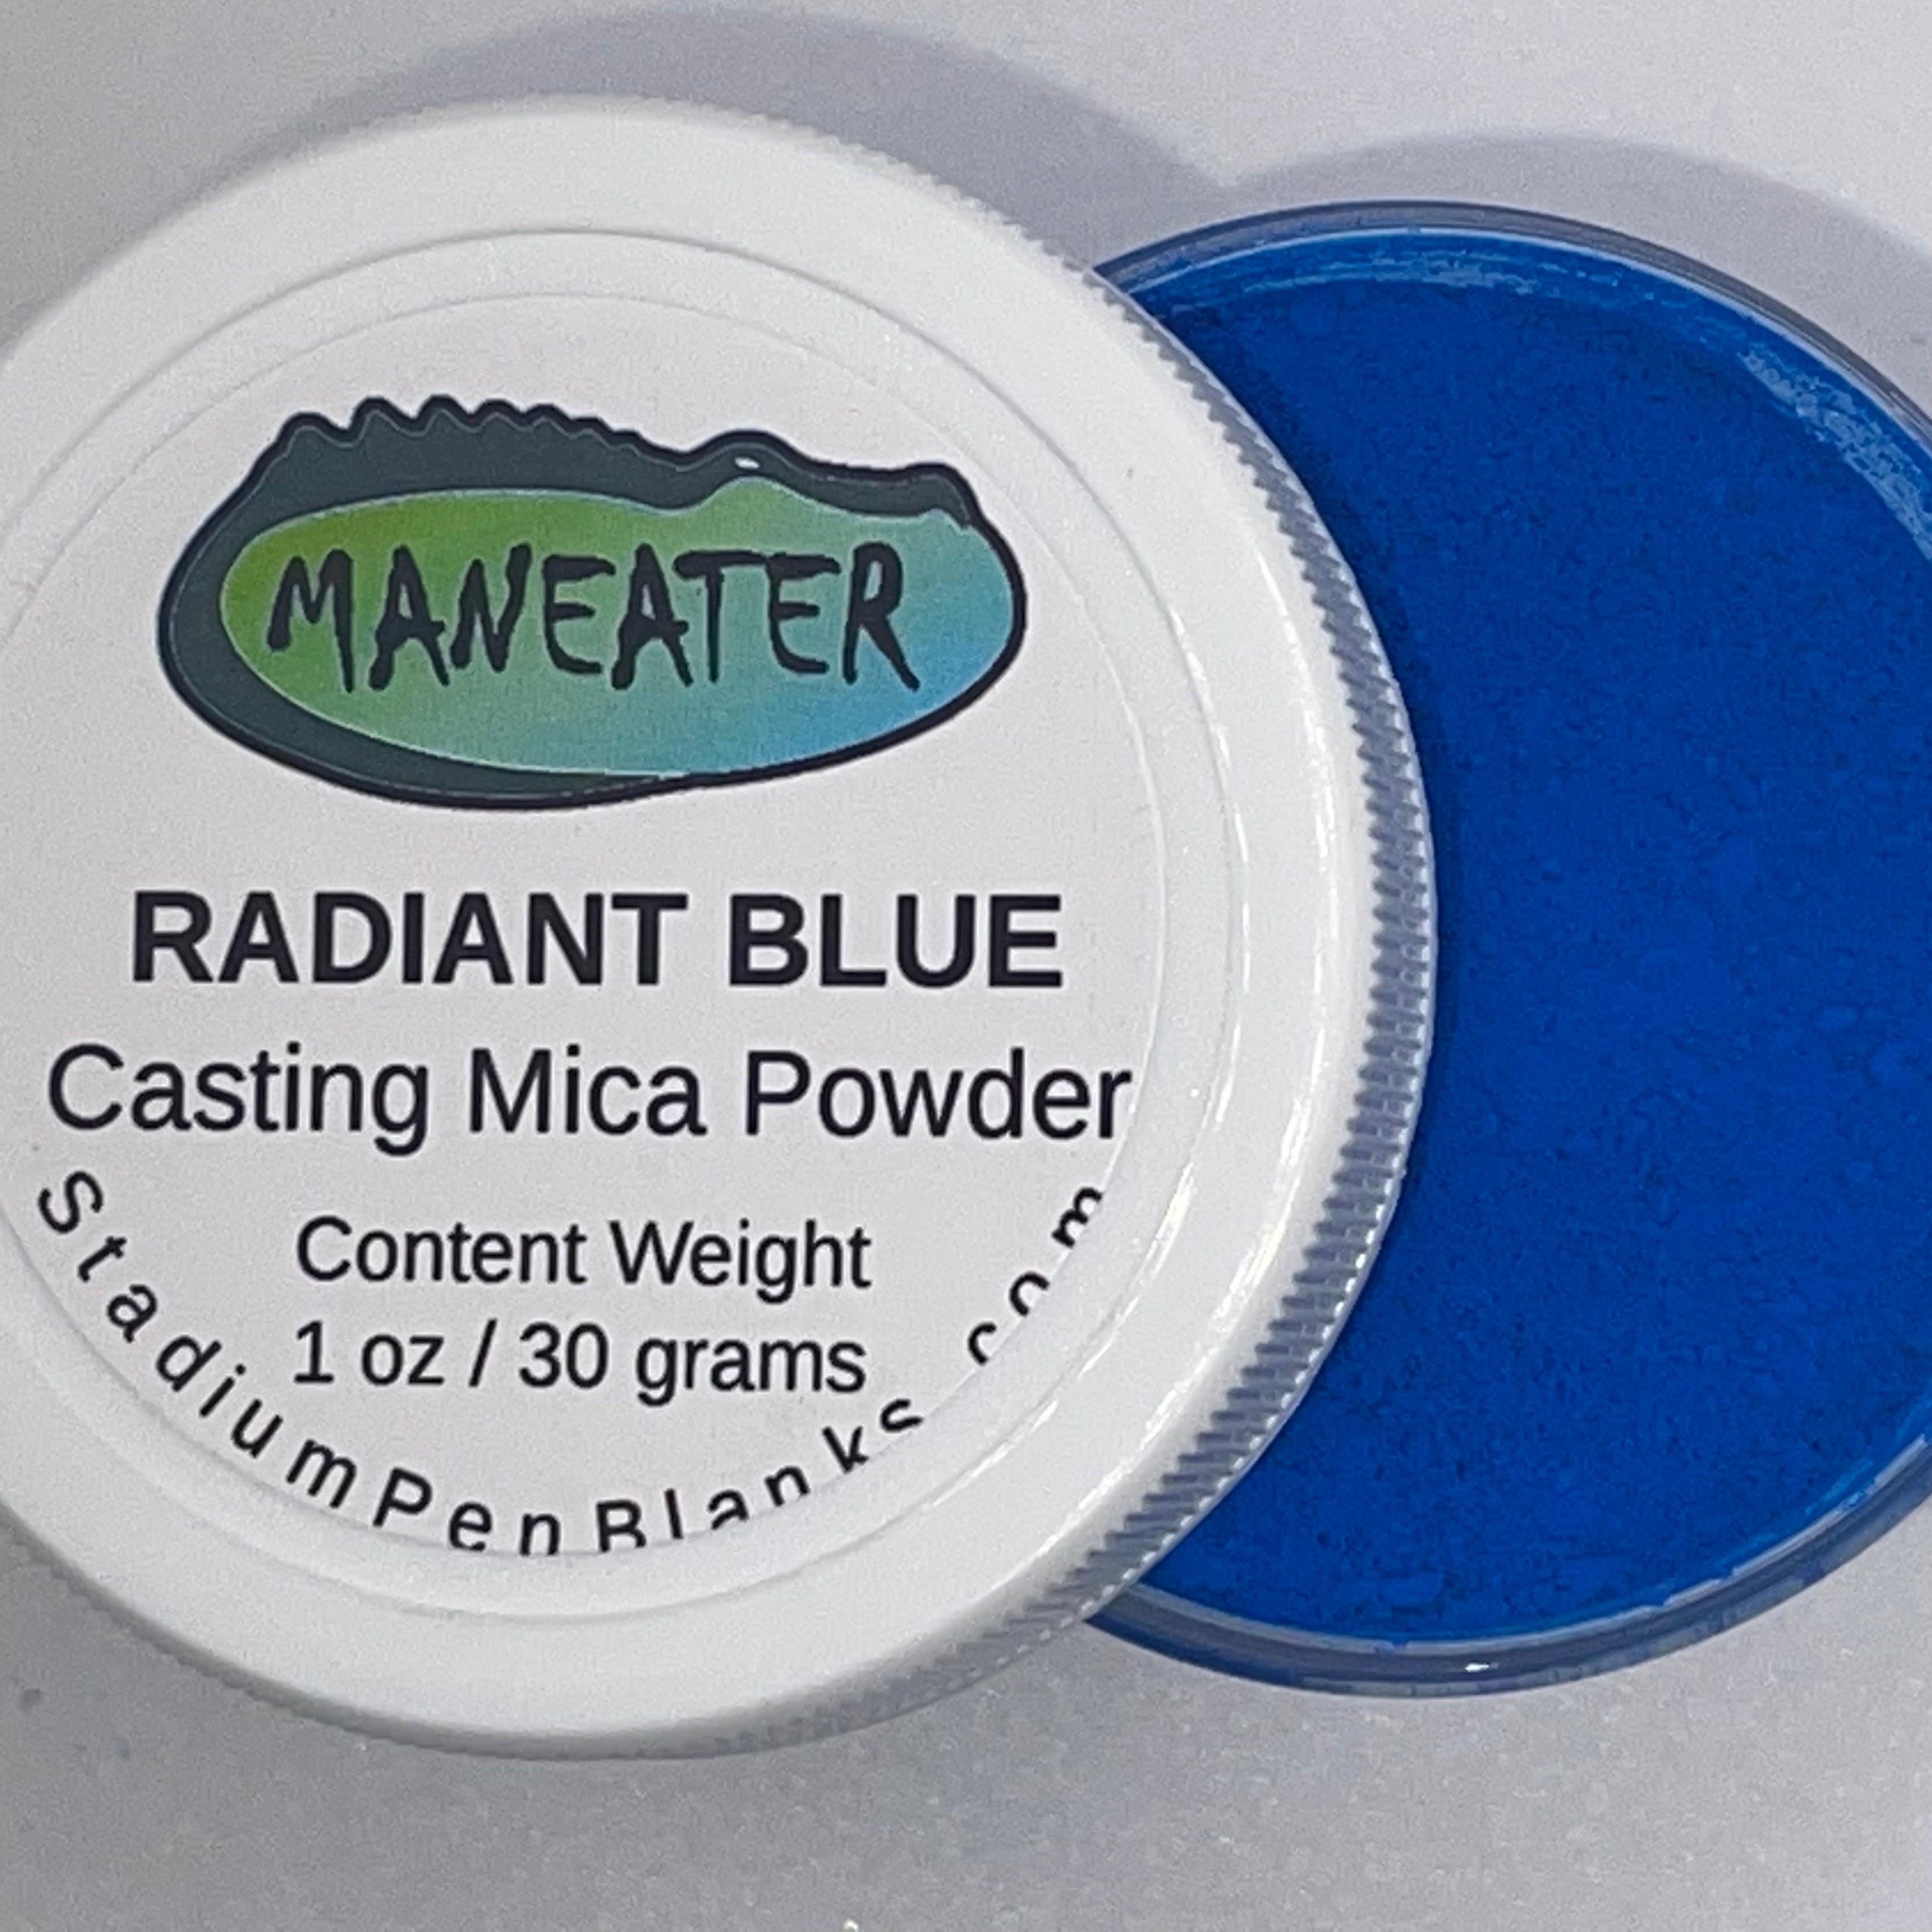 MANEATER
RADIANT BLUE
Casting Mica Powder
Content Weight
1 oz / 30 grams
StadiumPenBlanks.com